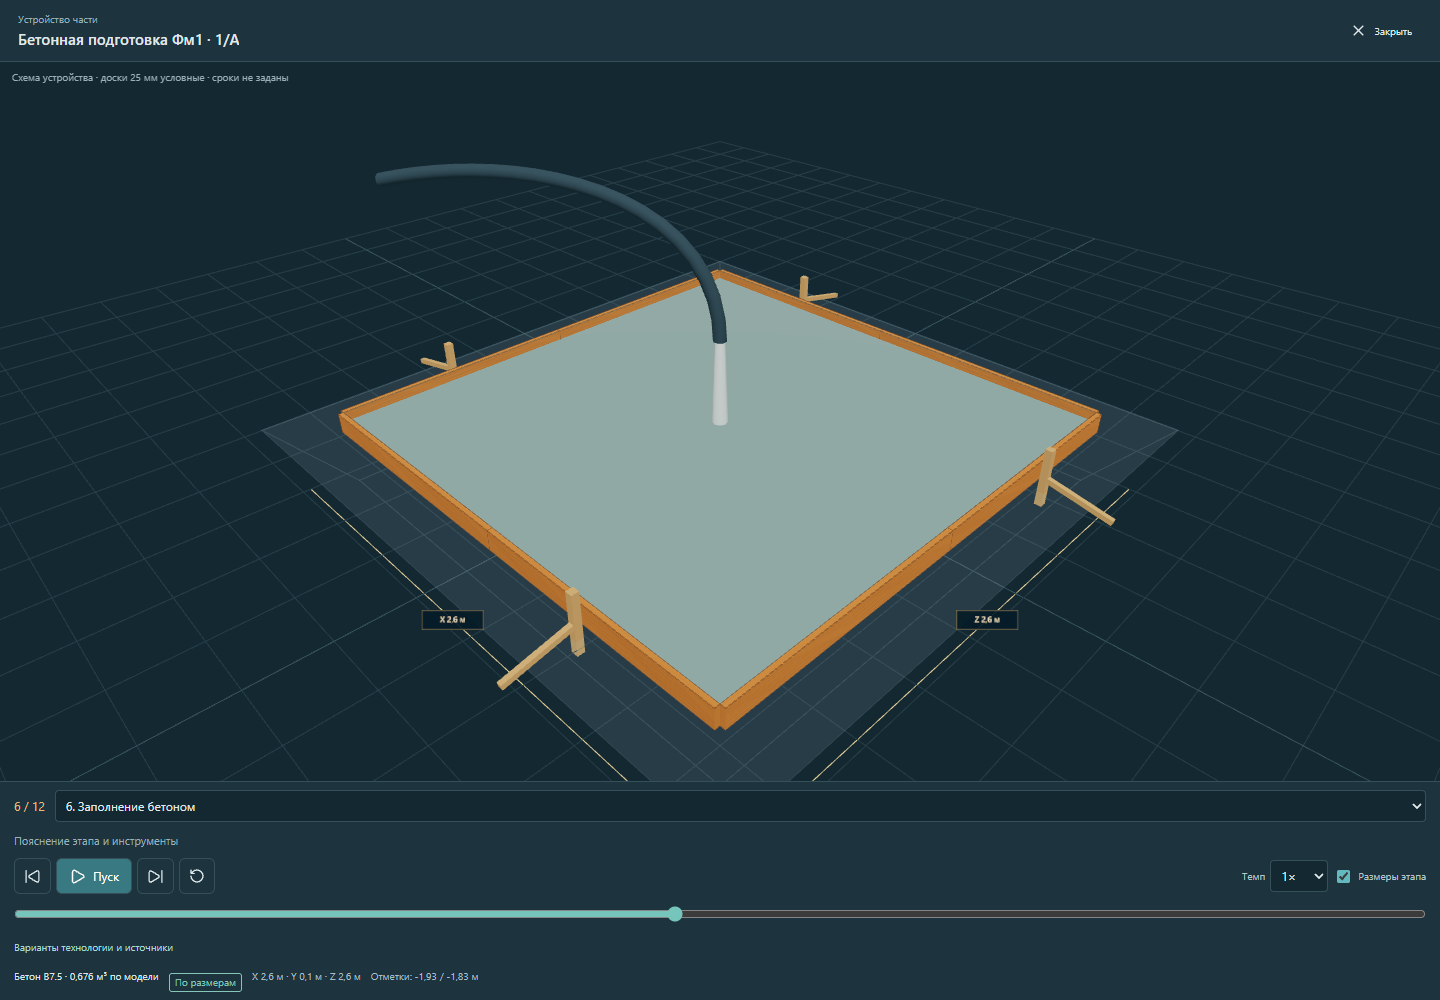 Устройство части
Бетонная подготовка Фм1 · 1/А
Закрыть
Схема устройства · доски 25 мм условные · сроки не заданы
X 2,6 м
Z 2,6 м
6 / 12
6. Заполнение бетоном
Пояснение этапа и инструменты
Пуск
Темп
1×
Размеры этапа
Варианты технологии и источники
Бетон B7.5 · 0,676 м³ по модели
По размерам
X 2,6 м · Y 0,1 м · Z 2,6 м
Отметки: -1,93 / -1,83 м